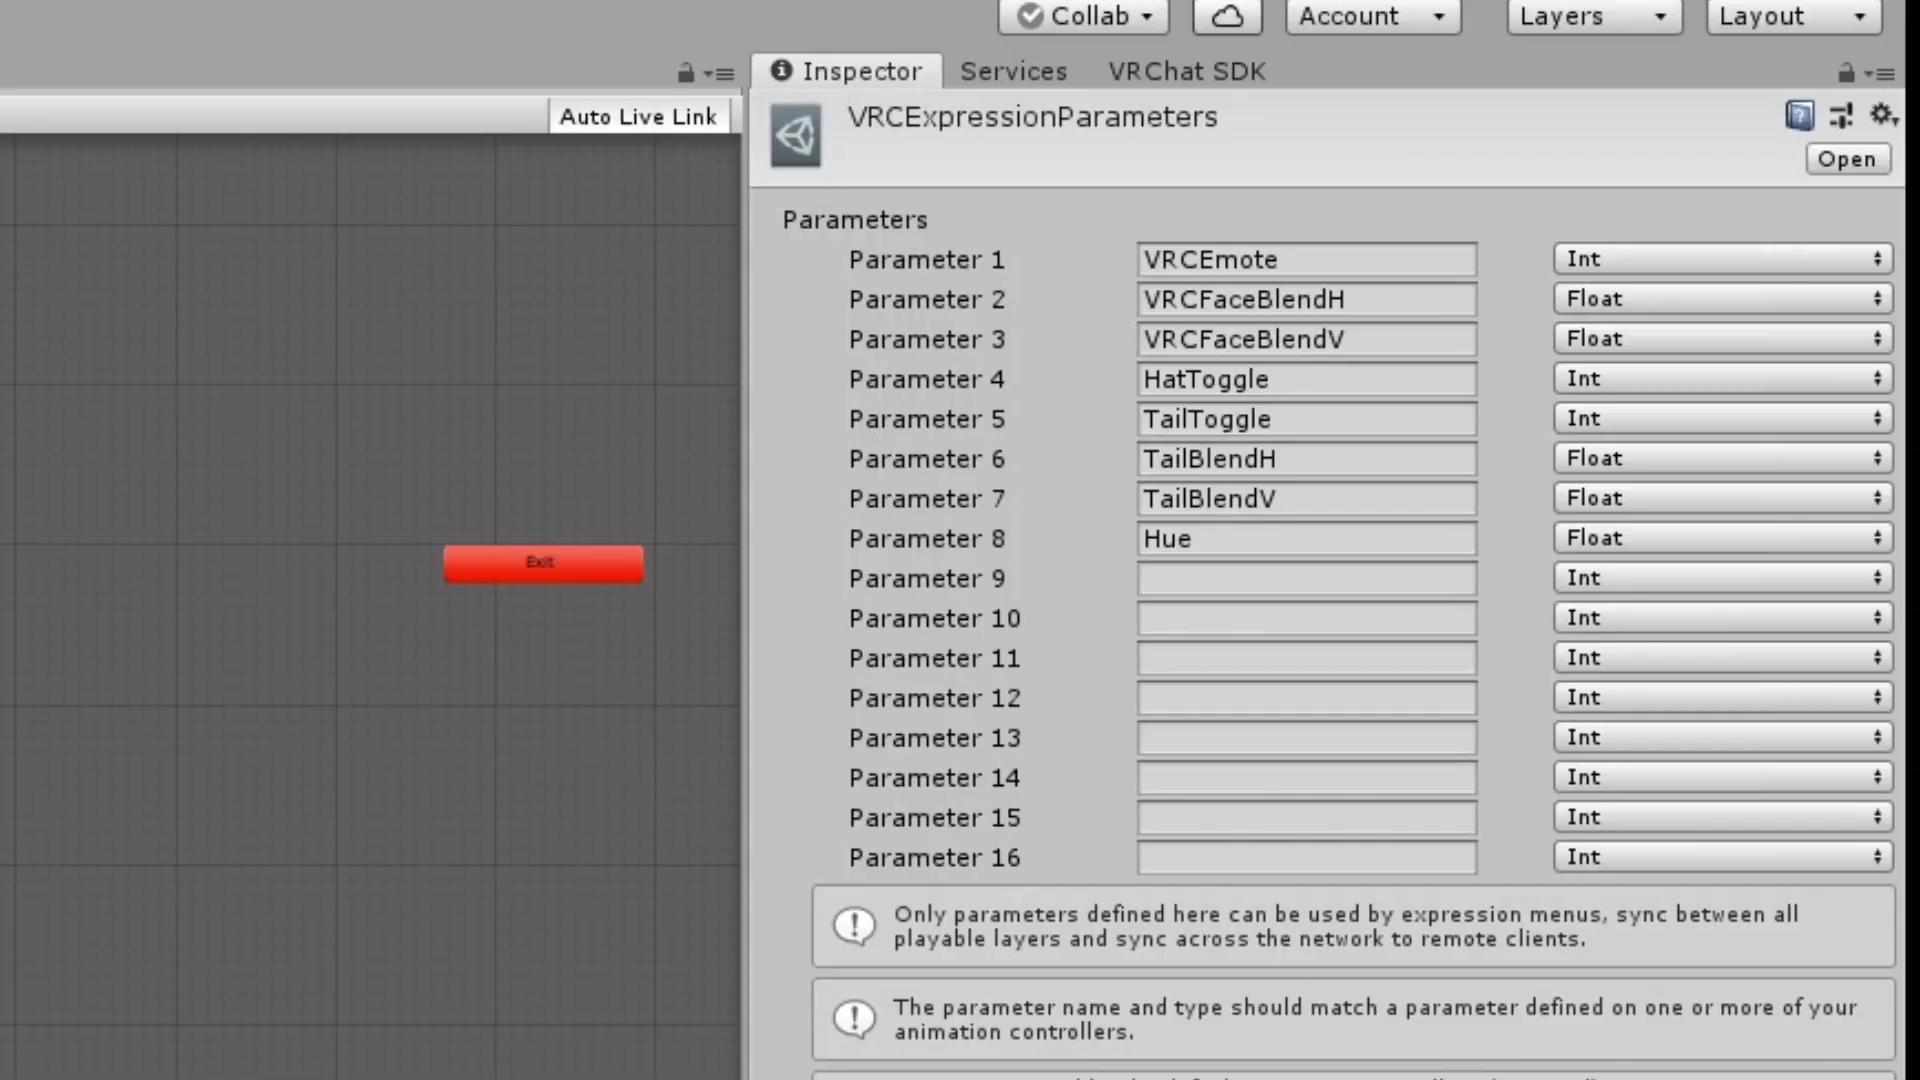 Collab Account Layers Layout
Inspector Services VRChat SDK
Auto Live Link
VRCExpressionParameters
Open
Parameters
Parameter 1 VRCEmote Int
Parameter 2 VRCFaceBlendH Float
Parameter 3 VRCFaceBlendV Float
Parameter 4 HatToggle Int
Parameter 5 TailToggle Int
Parameter 6 TailBlendH Float
Parameter 7 TailBlendV Float
Parameter 8 Hue Float
Exit
Parameter 9 Int
Parameter 10 Int
Parameter 11 Int
Parameter 12 Int
Parameter 13 Int
Parameter 14 Int
Parameter 15 Int
Parameter 16 Int
Only parameters defined here can be used by expression menus, sync between all
playable layers and sync across the network to remote clients.
The parameter name and type should match a parameter defined on one or more of your
animation controllers.